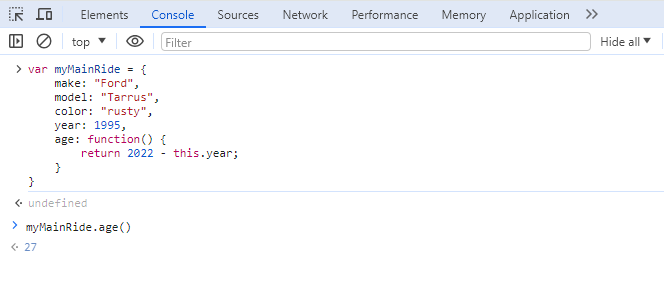 Elements Console Sources Network Performance Memory Application
top Filter Hide all
var myMainRide = {
make: "Ford",
model: "Tarrus",
color: "rusty",
year: 1995,
age: function() {
return 2022 - this.year;
}
}
undefined
myMainRide.age()
27